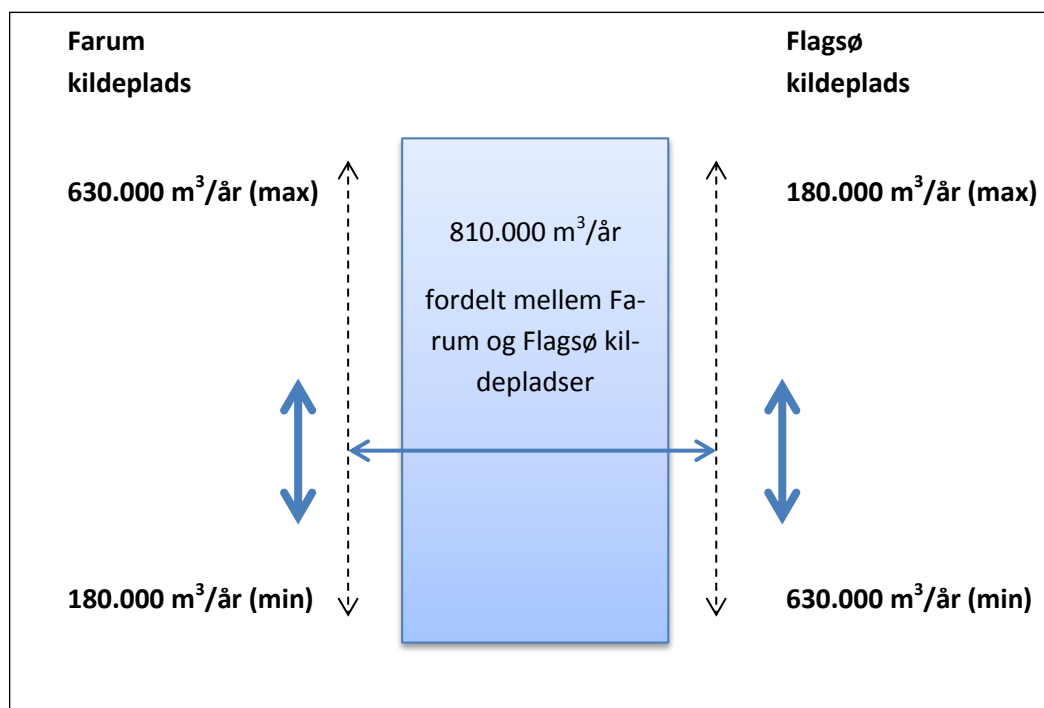 Farum
kildeplads
630.000 m³/år (max)
180.000 m³/år (min)
810.000 m³/år
fordelt mellem Fa-
rum og Flagsø kil-
depladser
Flagsø
kildeplads
180.000 m³/år (max)
630.000 m³/år (min)